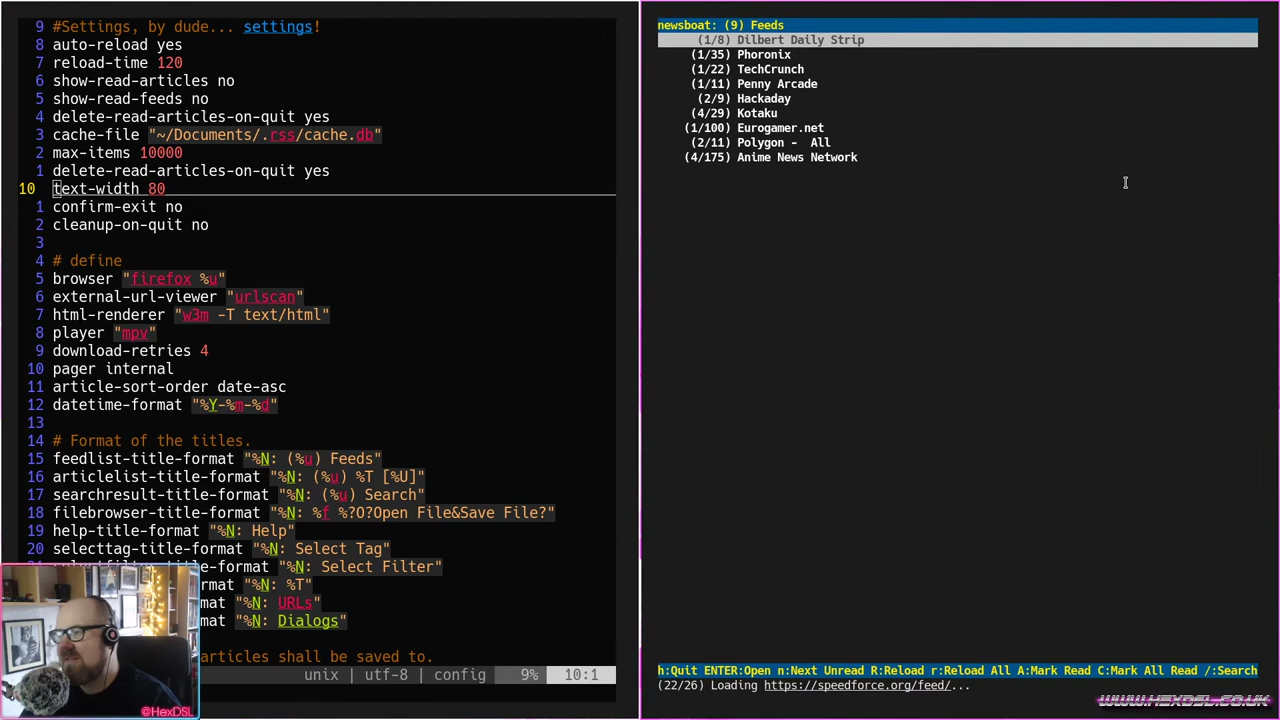 9 #Settings, by dude... settings!
8 auto-reload yes
7 reload-time 120
6 show-read-articles no
5 show-read-feeds no
4 delete-read-articles-on-quit yes
3 cache-file "~/Documents/.rss/cache.db"
2 max-items 10000
1 delete-read-articles-on-quit yes
10 text-width 80
1 confirm-exit no
2 cleanup-on-quit no
3
4 # define
5 browser "firefox %u"
6 external-url-viewer "urlscan"
7 html-renderer "w3m -T text/html"
8 player "mpv"
9 download-retries 4
10 pager internal
11 article-sort-order date-asc
12 datetime-format "%Y-%m-%d"
13
14 # Format of the titles.
15 feedlist-title-format "%N: (%u) Feeds"
16 articlelist-title-format "%N: (%u) %T [%U]"
17 searchresult-title-format "%N: (%u) Search"
18 filebrowser-title-format "%N: %f %?O?Open File&Save File?"
19 help-title-format "%N: Help"
20 selecttag-title-format "%N: Select Tag"
-title-format "%N: Select Filter"
rmat "%N: %T"
mat "%N: URLs"
mat "%N: Dialogs"
articles shall be saved to.
unix | utf-8 | config 9% 10:1
@HexDSL
newsboat: (9) Feeds
(1/8) Dilbert Daily Strip
(1/35) Phoronix
(1/22) TechCrunch
(1/11) Penny Arcade
(2/9) Hackaday
(4/29) Kotaku
(1/100) Eurogamer.net
(2/11) Polygon - All
(4/175) Anime News Network
h:Quit ENTER:Open n:Next Unread R:Reload r:Reload All A:Mark Read C:Mark All Read /:Search
(22/26) Loading https://speedforce.org/feed/...
WWW.HEXDSL.CO.UK